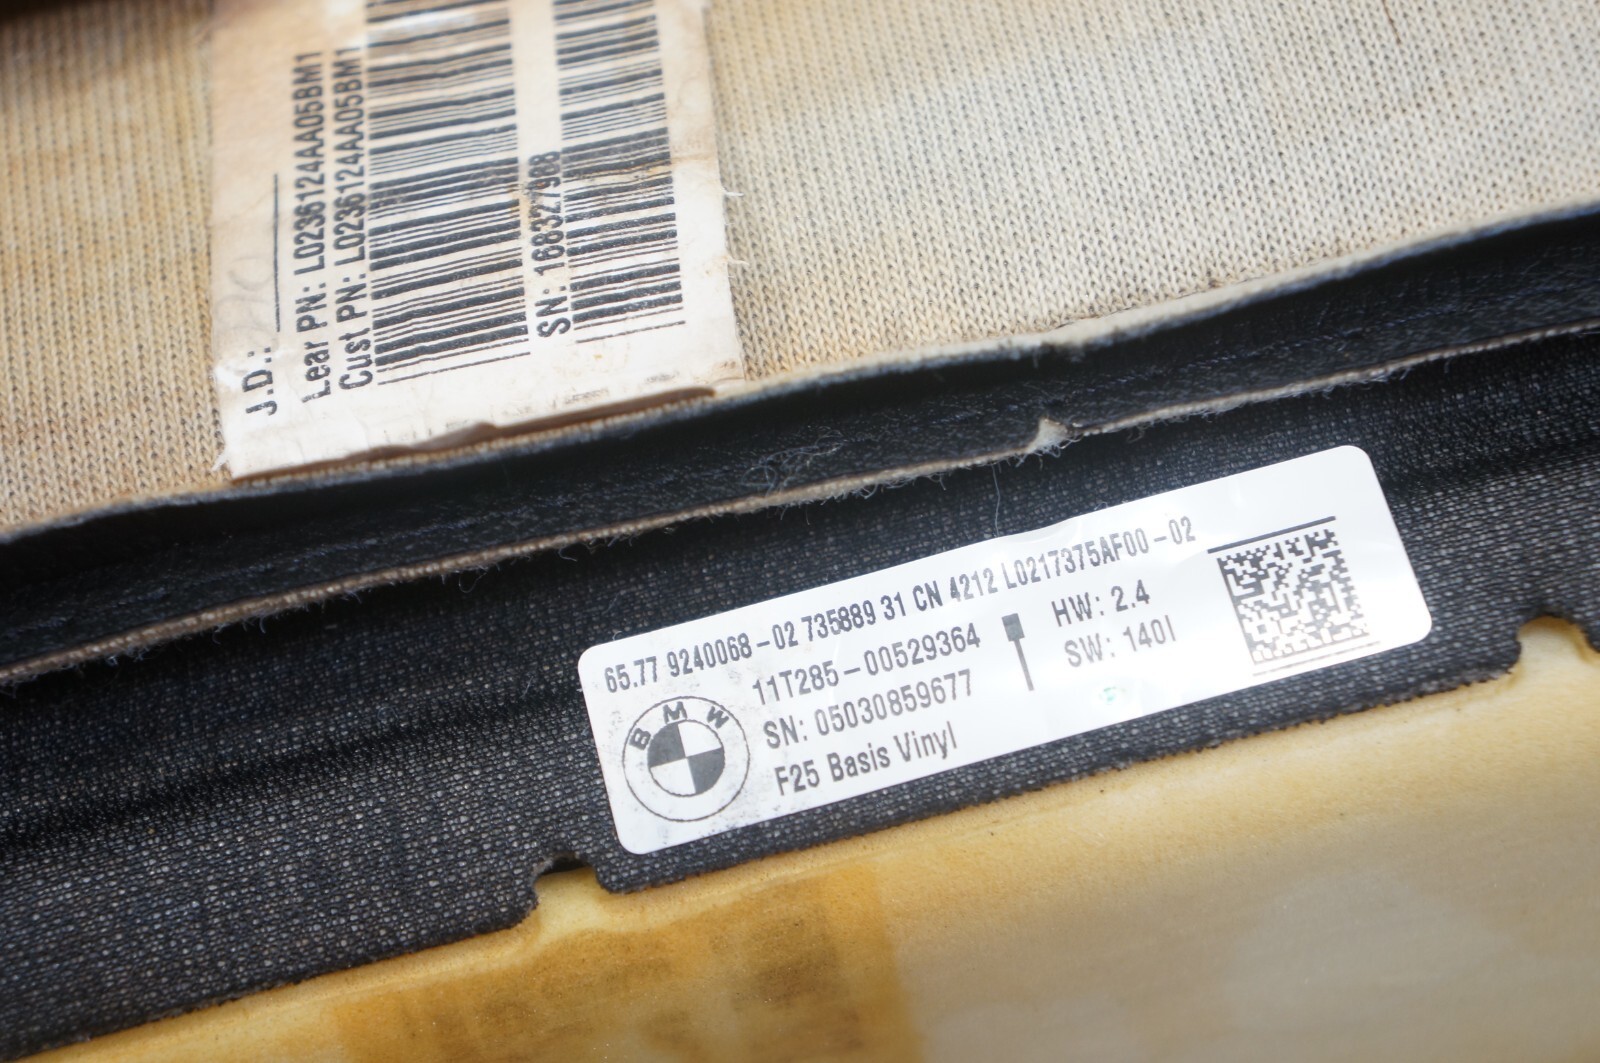 J.D.:
Lear PN: L0236124AA05BM1
Cust PN: L0236124AA05BM1
SN: 168327908
65.77 9240068-02 735889 31 CN 4212 L0217375AF00-02
11T285-00529364
HW: 2.4
SN: 05030859677
SW: 140I
F25 Basis Vinyl
BMW